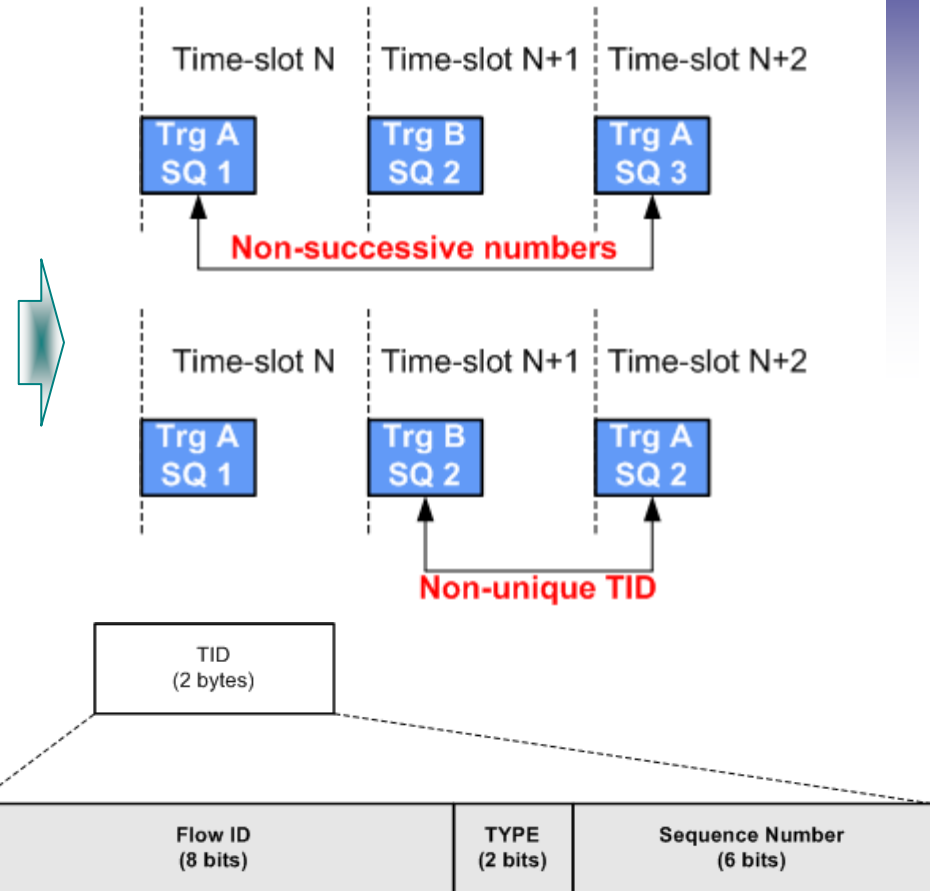 Time-slot N Time-slot N+1 Time-slot N+2
Trg A Trg B Trg A
SQ 1 SQ 2 SQ 3
Non-successive numbers
Time-slot N Time-slot N+1 Time-slot N+2
Trg A Trg B Trg A
SQ 1 SQ 2 SQ 2
Non-unique TID
TID
(2 bytes)
Flow ID TYPE Sequence Number
(8 bits) (2 bits) (6 bits)